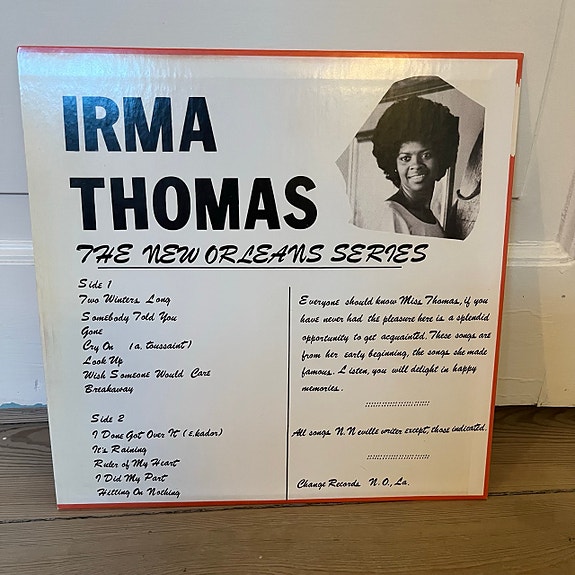 IRMA
THOMAS
THE NEW ORLEANS SERIES
Side 1
Two Winters Long
Somebody Told You
Gone
Cry On (a. toussaint)
Look Up
Wish Someone Would Care
Breakaway
Side 2
I Done Got Over It (e.kador)
It's Raining
Ruler of My Heart
I Did My Part
Hitting On Nothing
Everyone should know Miss Thomas, if you
have never had the pleasure here is a splendid
opportunity to get acquainted. These songs are
from her early beginning, the songs she made
famous. Listen, you will delight in happy
memories.
All songs N. Neville writer except, those indicated.
Change Records N.O., La.